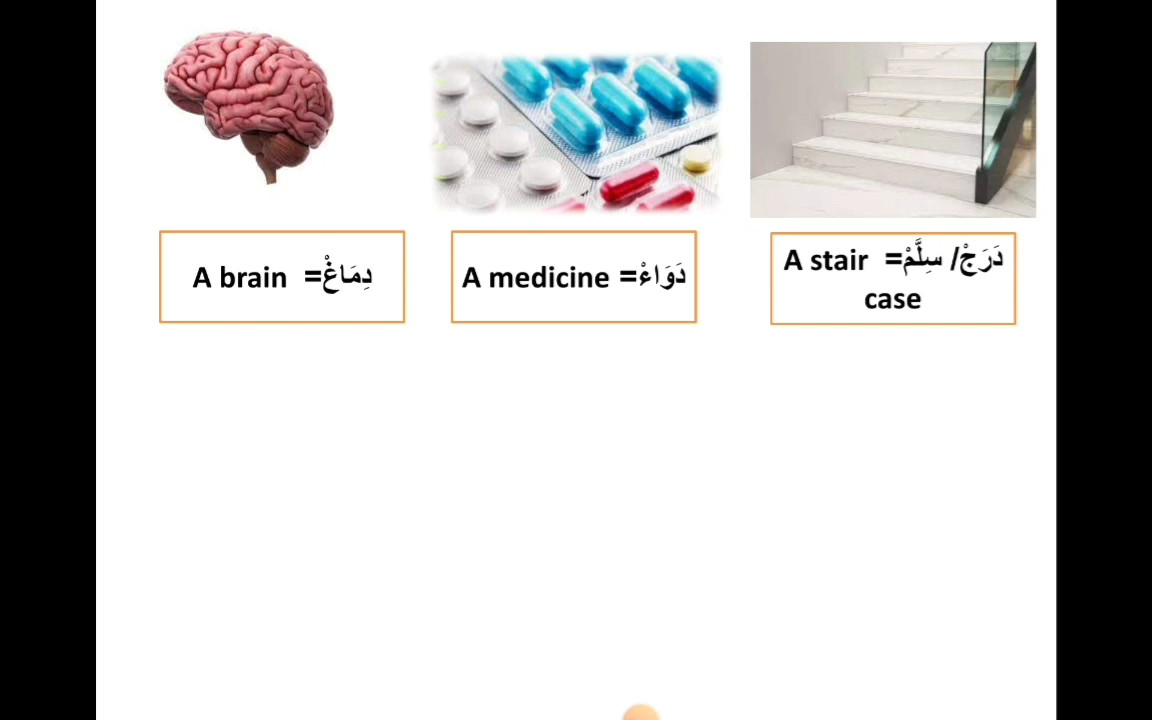 A brain =دِمَاغْ
A medicine =دَوَاءْ
A stair =دَرَجْ/ سِلَّمْ
case